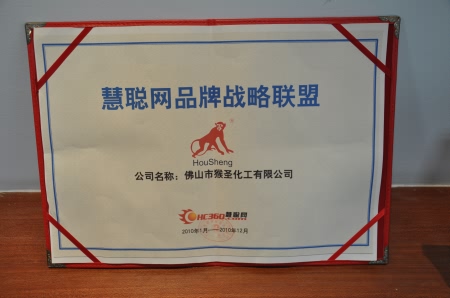 慧聪网品牌战略联盟
®
HouSheng
公司名称：佛山市猴圣化工有限公司
HC360慧聪网
2010年1月——2010年12月